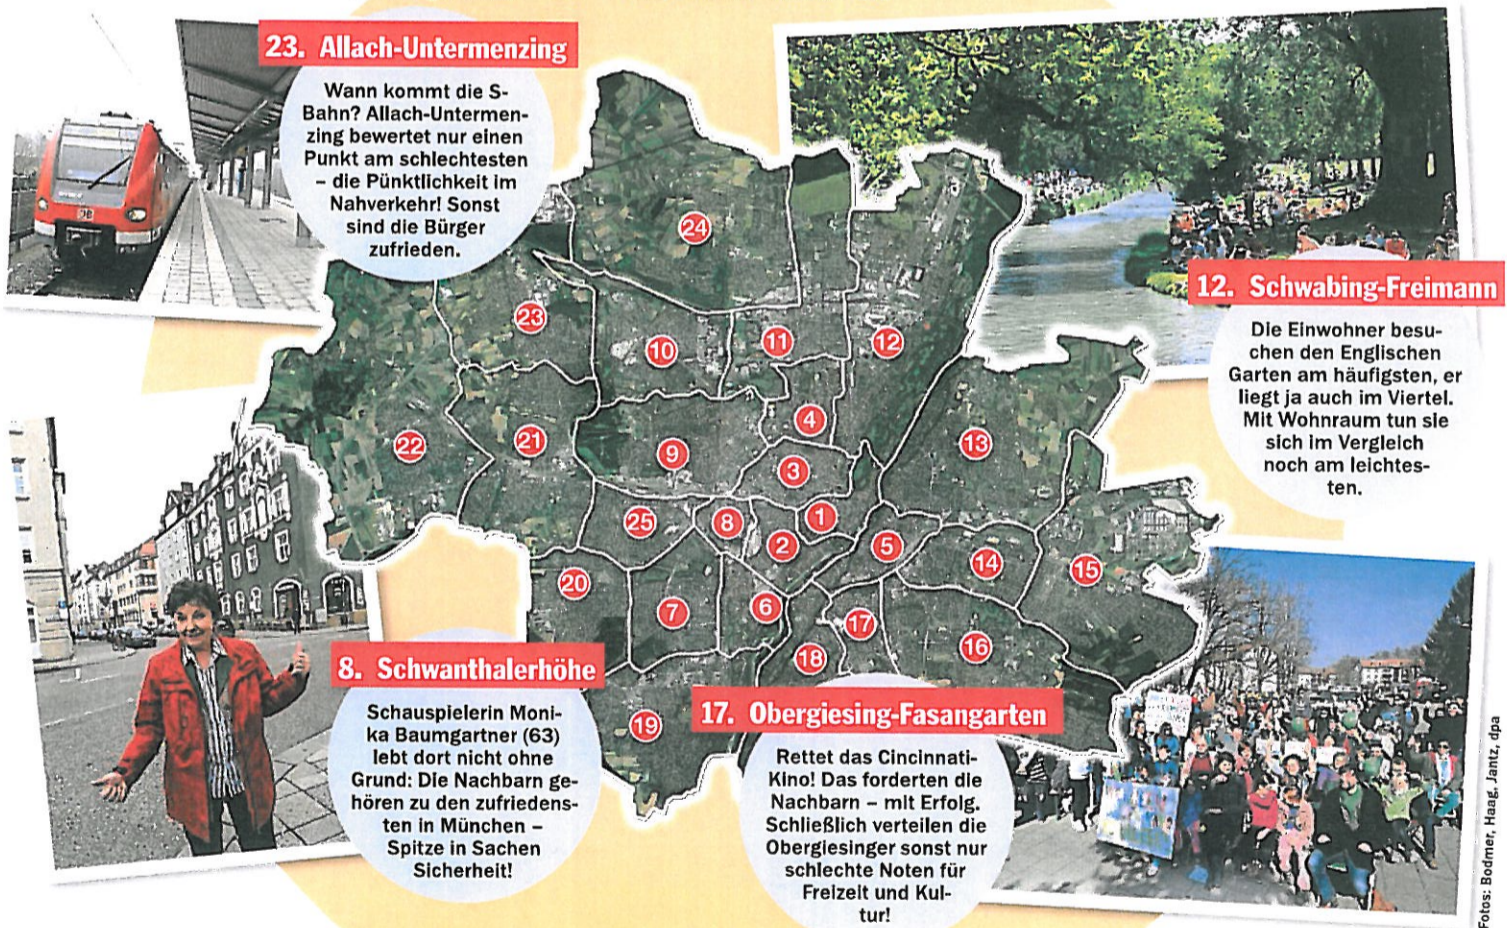 23. Allach-Untermenzing
Wann kommt die S-
Bahn? Allach-Untermen-
zing bewertet nur einen
Punkt am schlechtesten
– die Pünktlichkeit im
Nahverkehr! Sonst
sind die Bürger
zufrieden.
12. Schwabing-Freimann
Die Einwohner besu-
chen den Englischen
Garten am häufigsten, er
liegt ja auch im Viertel.
Mit Wohnraum tun sie
sich im Vergleich
noch am leichtes-
ten.
24
23
10
11
12
4
22
21
9
13
3
25
8
1
2
5
14
15
20
7
6
17
18
16
19
8. Schwanthalerhöhe
Schauspielerin Moni-
ka Baumgartner (63)
lebt dort nicht ohne
Grund: Die Nachbarn ge-
hören zu den zufriedens-
ten in München –
Spitze in Sachen
Sicherheit!
17. Obergiesing-Fasangarten
Rettet das Cincinnati-
Kino! Das forderten die
Nachbarn – mit Erfolg.
Schließlich verteilen die
Obergiesinger sonst nur
schlechte Noten für
Freizeit und Kul-
tur!
Fotos: Bodmer, Haag, Jantz, dpa